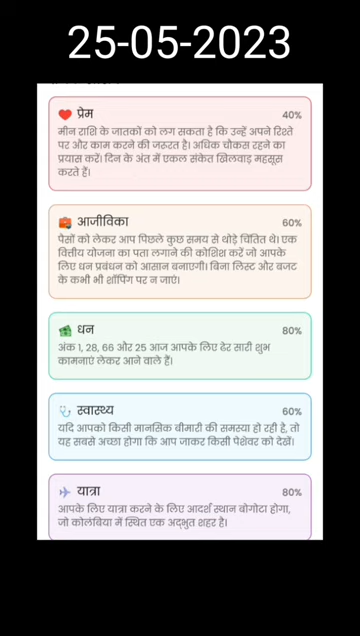 25-05-2023
प्रेम 40%
मीन राशि के जातकों को लग सकता है कि उन्हें अपने रिश्ते
पर और काम करने की जरूरत है। अधिक चौकस रहने का
प्रयास करें। दिन के अंत में एकल संकेत खिलवाड़ महसूस
करते हैं।
आजीविका 60%
पैसों को लेकर आप पिछले कुछ समय से थोड़े चिंतित थे। एक
वित्तीय योजना का पता लगाने की कोशिश करें जो आपके
लिए धन प्रबंधन को आसान बनाएगी। बिना लिस्ट और बजट
के कभी भी शॉपिंग पर न जाएं।
धन 80%
अंक 1, 28, 66 और 25 आज आपके लिए ढेर सारी शुभ
कामनाएं लेकर आने वाले हैं।
स्वास्थ्य 60%
यदि आपको किसी मानसिक बीमारी की समस्या हो रही है, तो
यह सबसे अच्छा होगा कि आप जाकर किसी पेशेवर को देखें।
यात्रा 80%
आपके लिए यात्रा करने के लिए आदर्श स्थान बोगोटा होगा,
जो कोलंबिया में स्थित एक अद्भुत शहर है।